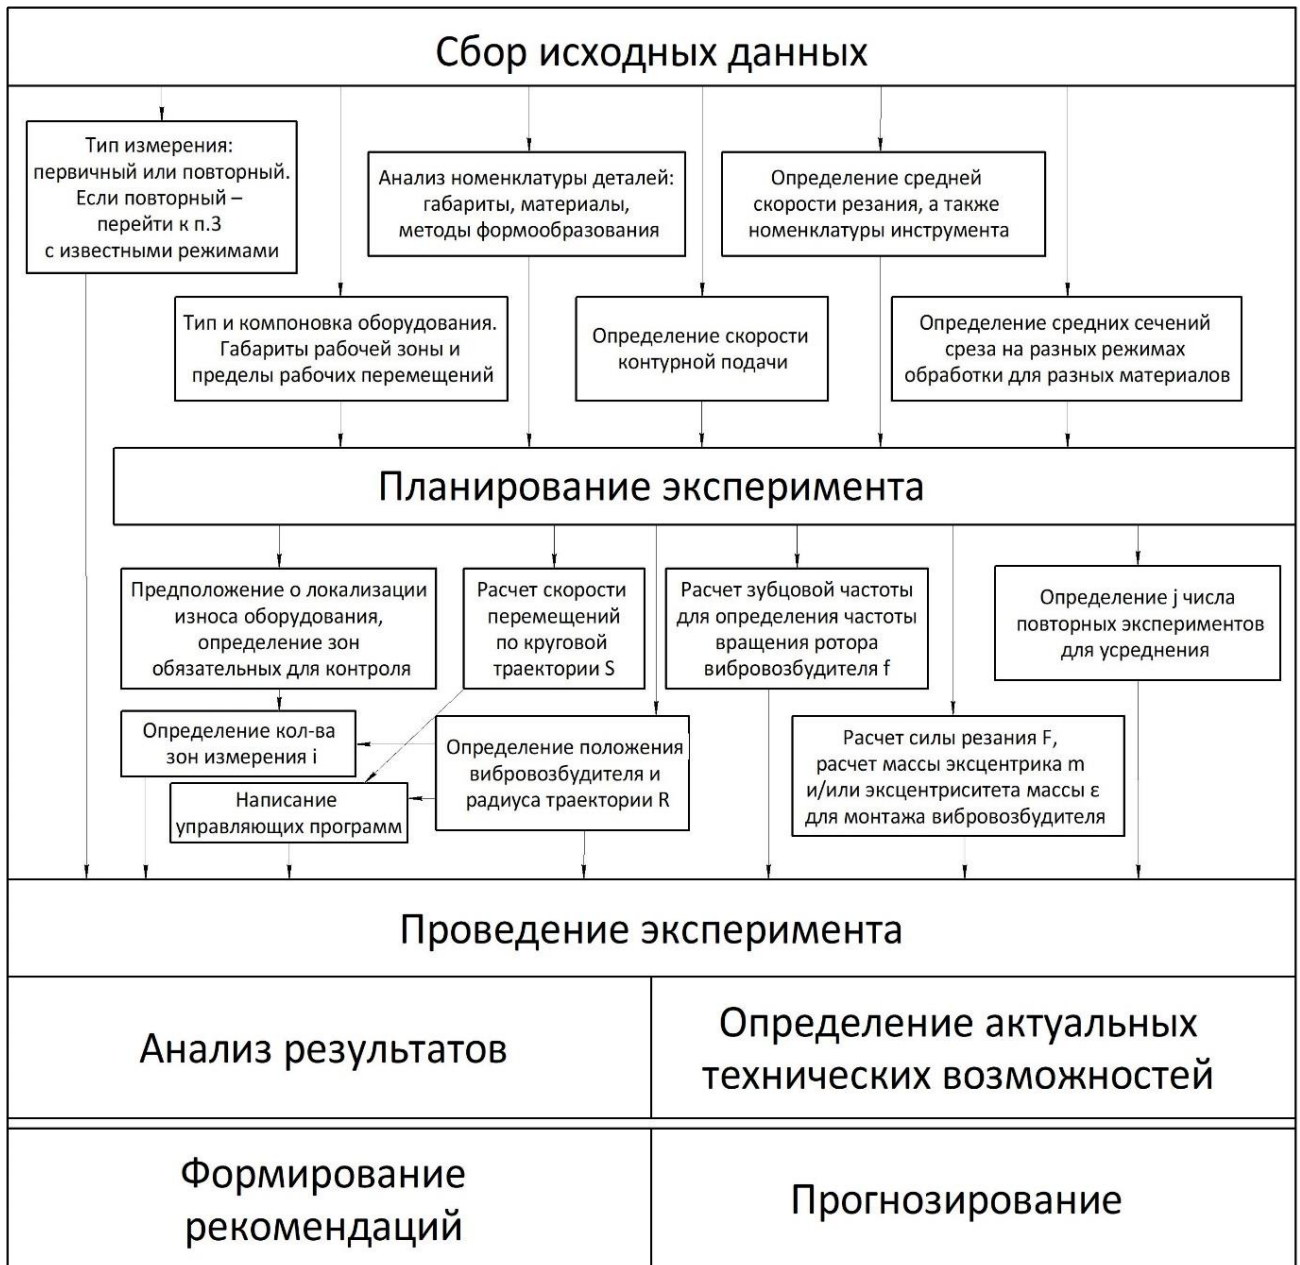 Сбор исходных данных
Тип измерения:
первичный или повторный.
Если повторный –
перейти к п.3
с известными режимами
Анализ номенклатуры деталей:
габариты, материалы,
методы формообразования
Определение средней
скорости резания, а также
номенклатуры инструмента
Тип и компоновка оборудования.
Габариты рабочей зоны и
пределы рабочих перемещений
Определение скорости
контурной подачи
Определение средних сечений
среза на разных режимах
обработки для разных материалов
Планирование эксперимента
Предположение о локализации
износа оборудования,
определение зон
обязательных для контроля
Расчет скорости
перемещений
по круговой
траектории S
Расчет зубцовой частоты
для определения частоты
вращения ротора
вибровозбудителя f
Определение j числа
повторных экспериментов
для усреднения
Определение кол-ва
зон измерения i
Определение положения
вибровозбудителя и
радиуса траектории R
Расчет силы резания F,
расчет массы эксцентрика m
и/или эксцентриситета массы ε
для монтажа вибровозбудителя
Написание
управляющих программ
Проведение эксперимента
Анализ результатов
Определение актуальных
технических возможностей
Формирование
рекомендаций
Прогнозирование